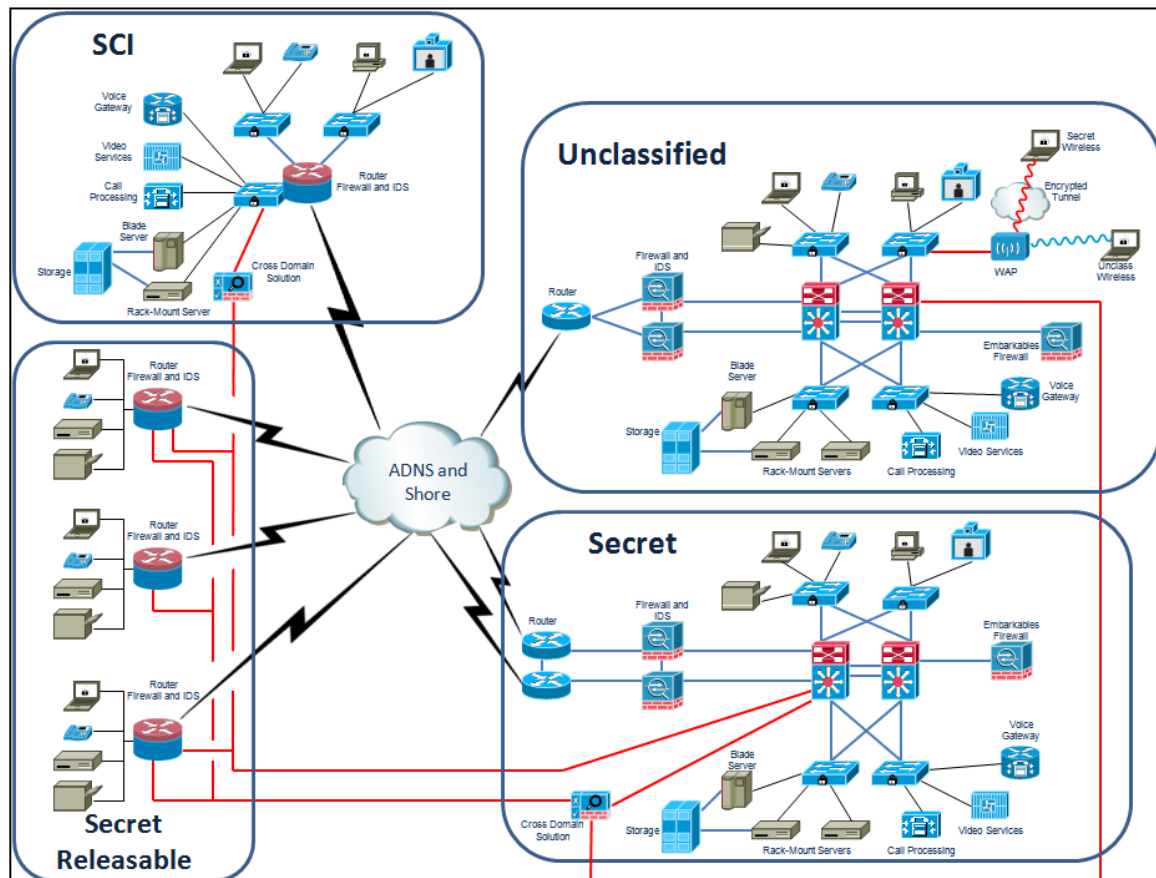 SCI
Voice
Gateway
Video
Services
Call
Processing
Router
Firewall and IDS
Blade
Server
Storage
Rack-Mount Server
Cross Domain
Solution
Unclassified
Secret
Wireless
Encrypted
Tunnel
WAP
Unclass
Wireless
Firewall and
IDS
Router
Embarkables
Firewall
Blade
Server
Voice
Gateway
Storage
Video Services
Rack-Mount Servers
Call Processing
Router
Firewall and IDS
Router
Firewall and IDS
Router
Firewall and IDS
Secret
Releasable
ADNS and
Shore
Secret
Firewall and
IDS
Router
Embarkables
Firewall
Voice
Gateway
Blade
Server
Cross Domain
Solution
Storage
Video Services
Rack-Mount Servers
Call Processing